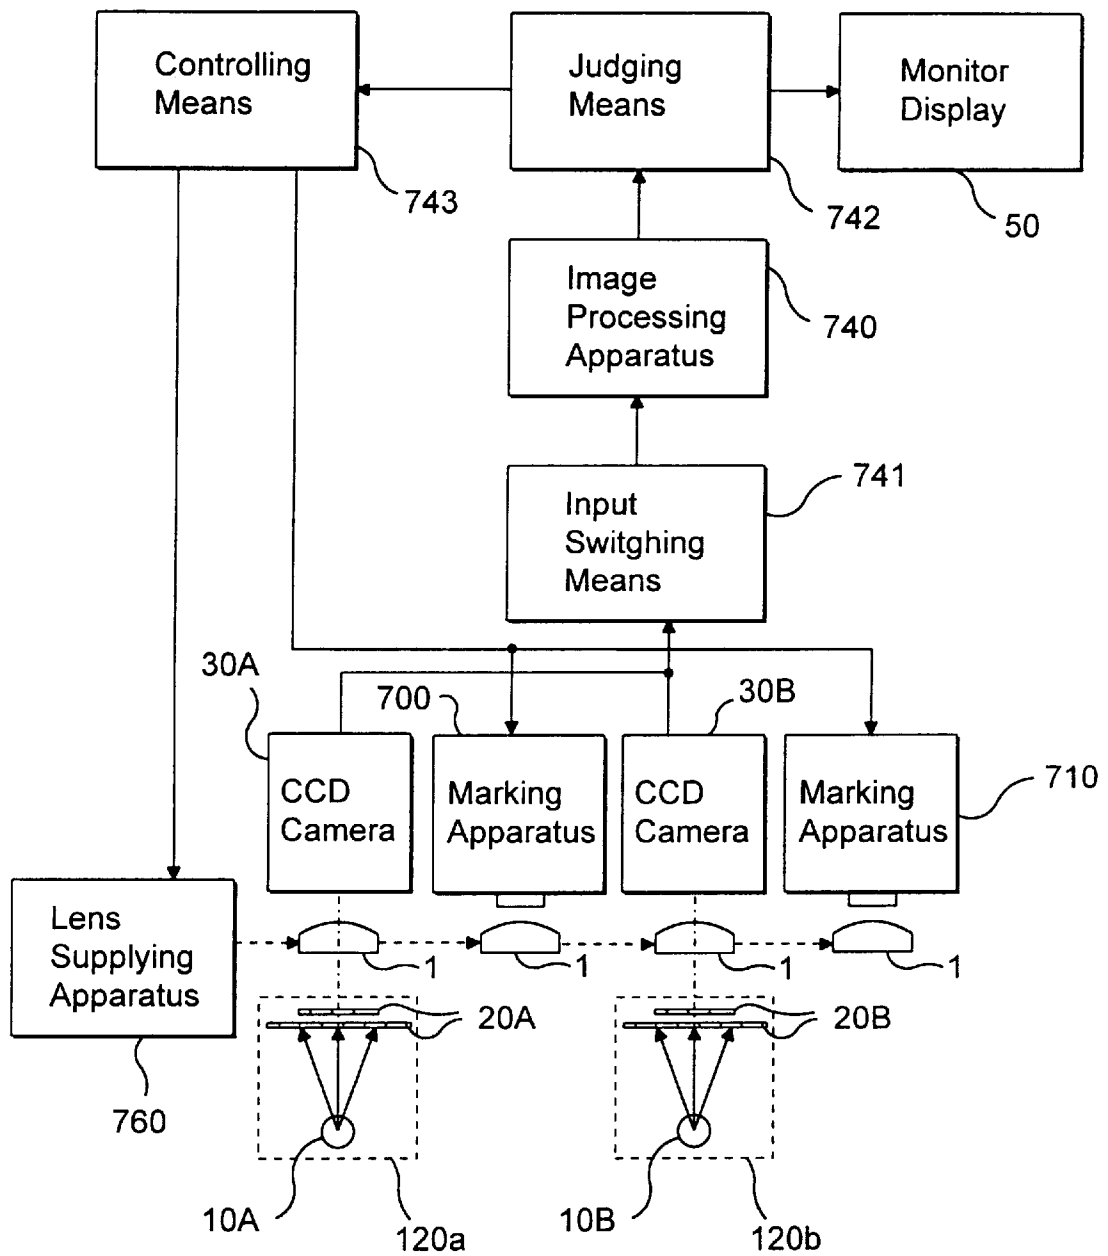 Controlling
Means
743
Judging
Means
742
Monitor
Display
50
Image
Processing
Apparatus
740
Input
Switghing
Means
741
30A
CCD
Camera
700
Marking
Apparatus
30B
CCD
Camera
Marking
Apparatus
710
Lens
Supplying
Apparatus
760
1
1
1
1
20A
20B
10A
120a
10B
120b